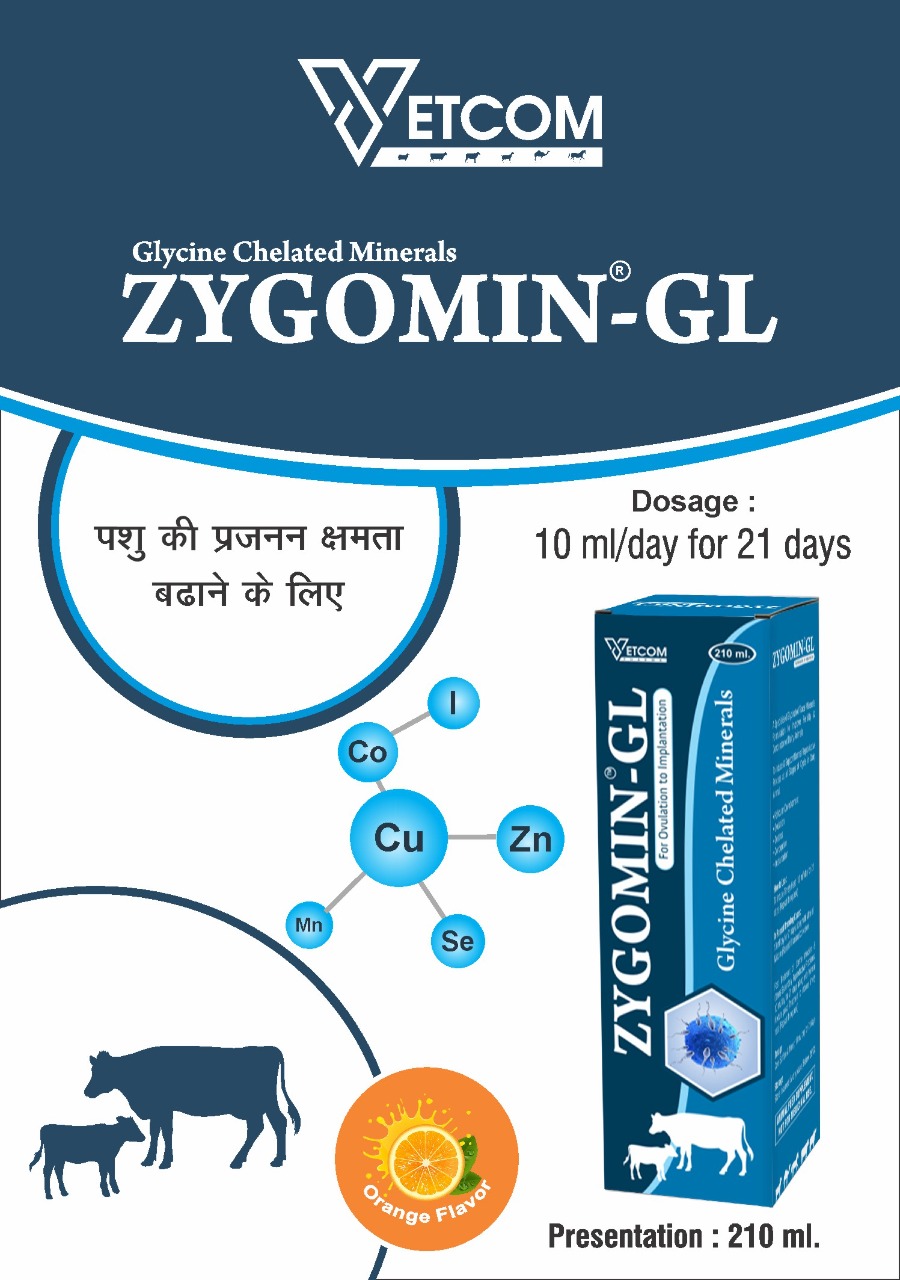 VETCOM
Glycine Chelated Minerals
ZYGOMIN®-GL
पशु की प्रजनन क्षमता
बढाने के लिए
Dosage :
10 ml/day for 21 days
I
Co
Cu
Zn
Mn
Se
VETCOM
210 ml.
ZYGOMIN®-GL
For Ovulation to Implantation
Glycine Chelated Minerals
ZYGOMIN-GL
Orange Flavor
Presentation : 210 ml.